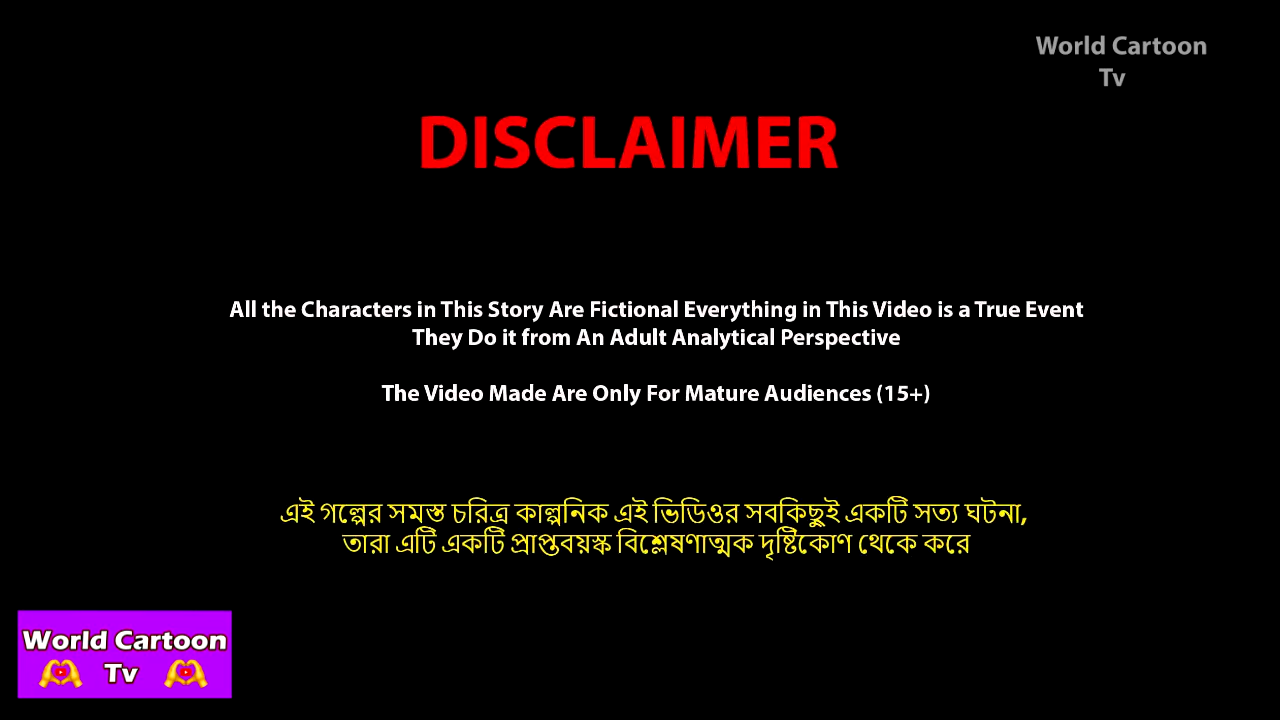 World Cartoon
Tv
DISCLAIMER
All the Characters in This Story Are Fictional Everything in This Video is a True Event
They Do it from An Adult Analytical Perspective
The Video Made Are Only For Mature Audiences (15+)
এই গল্পের সমস্ত চরিত্র কাল্পনিক এই ভিডিওর সবকিছুই একটি সত্য ঘটনা,
তারা এটি একটি প্রাপ্তবয়স্ক বিশ্লেষণাত্মক দৃষ্টিকোণ থেকে করে
World Cartoon
Tv